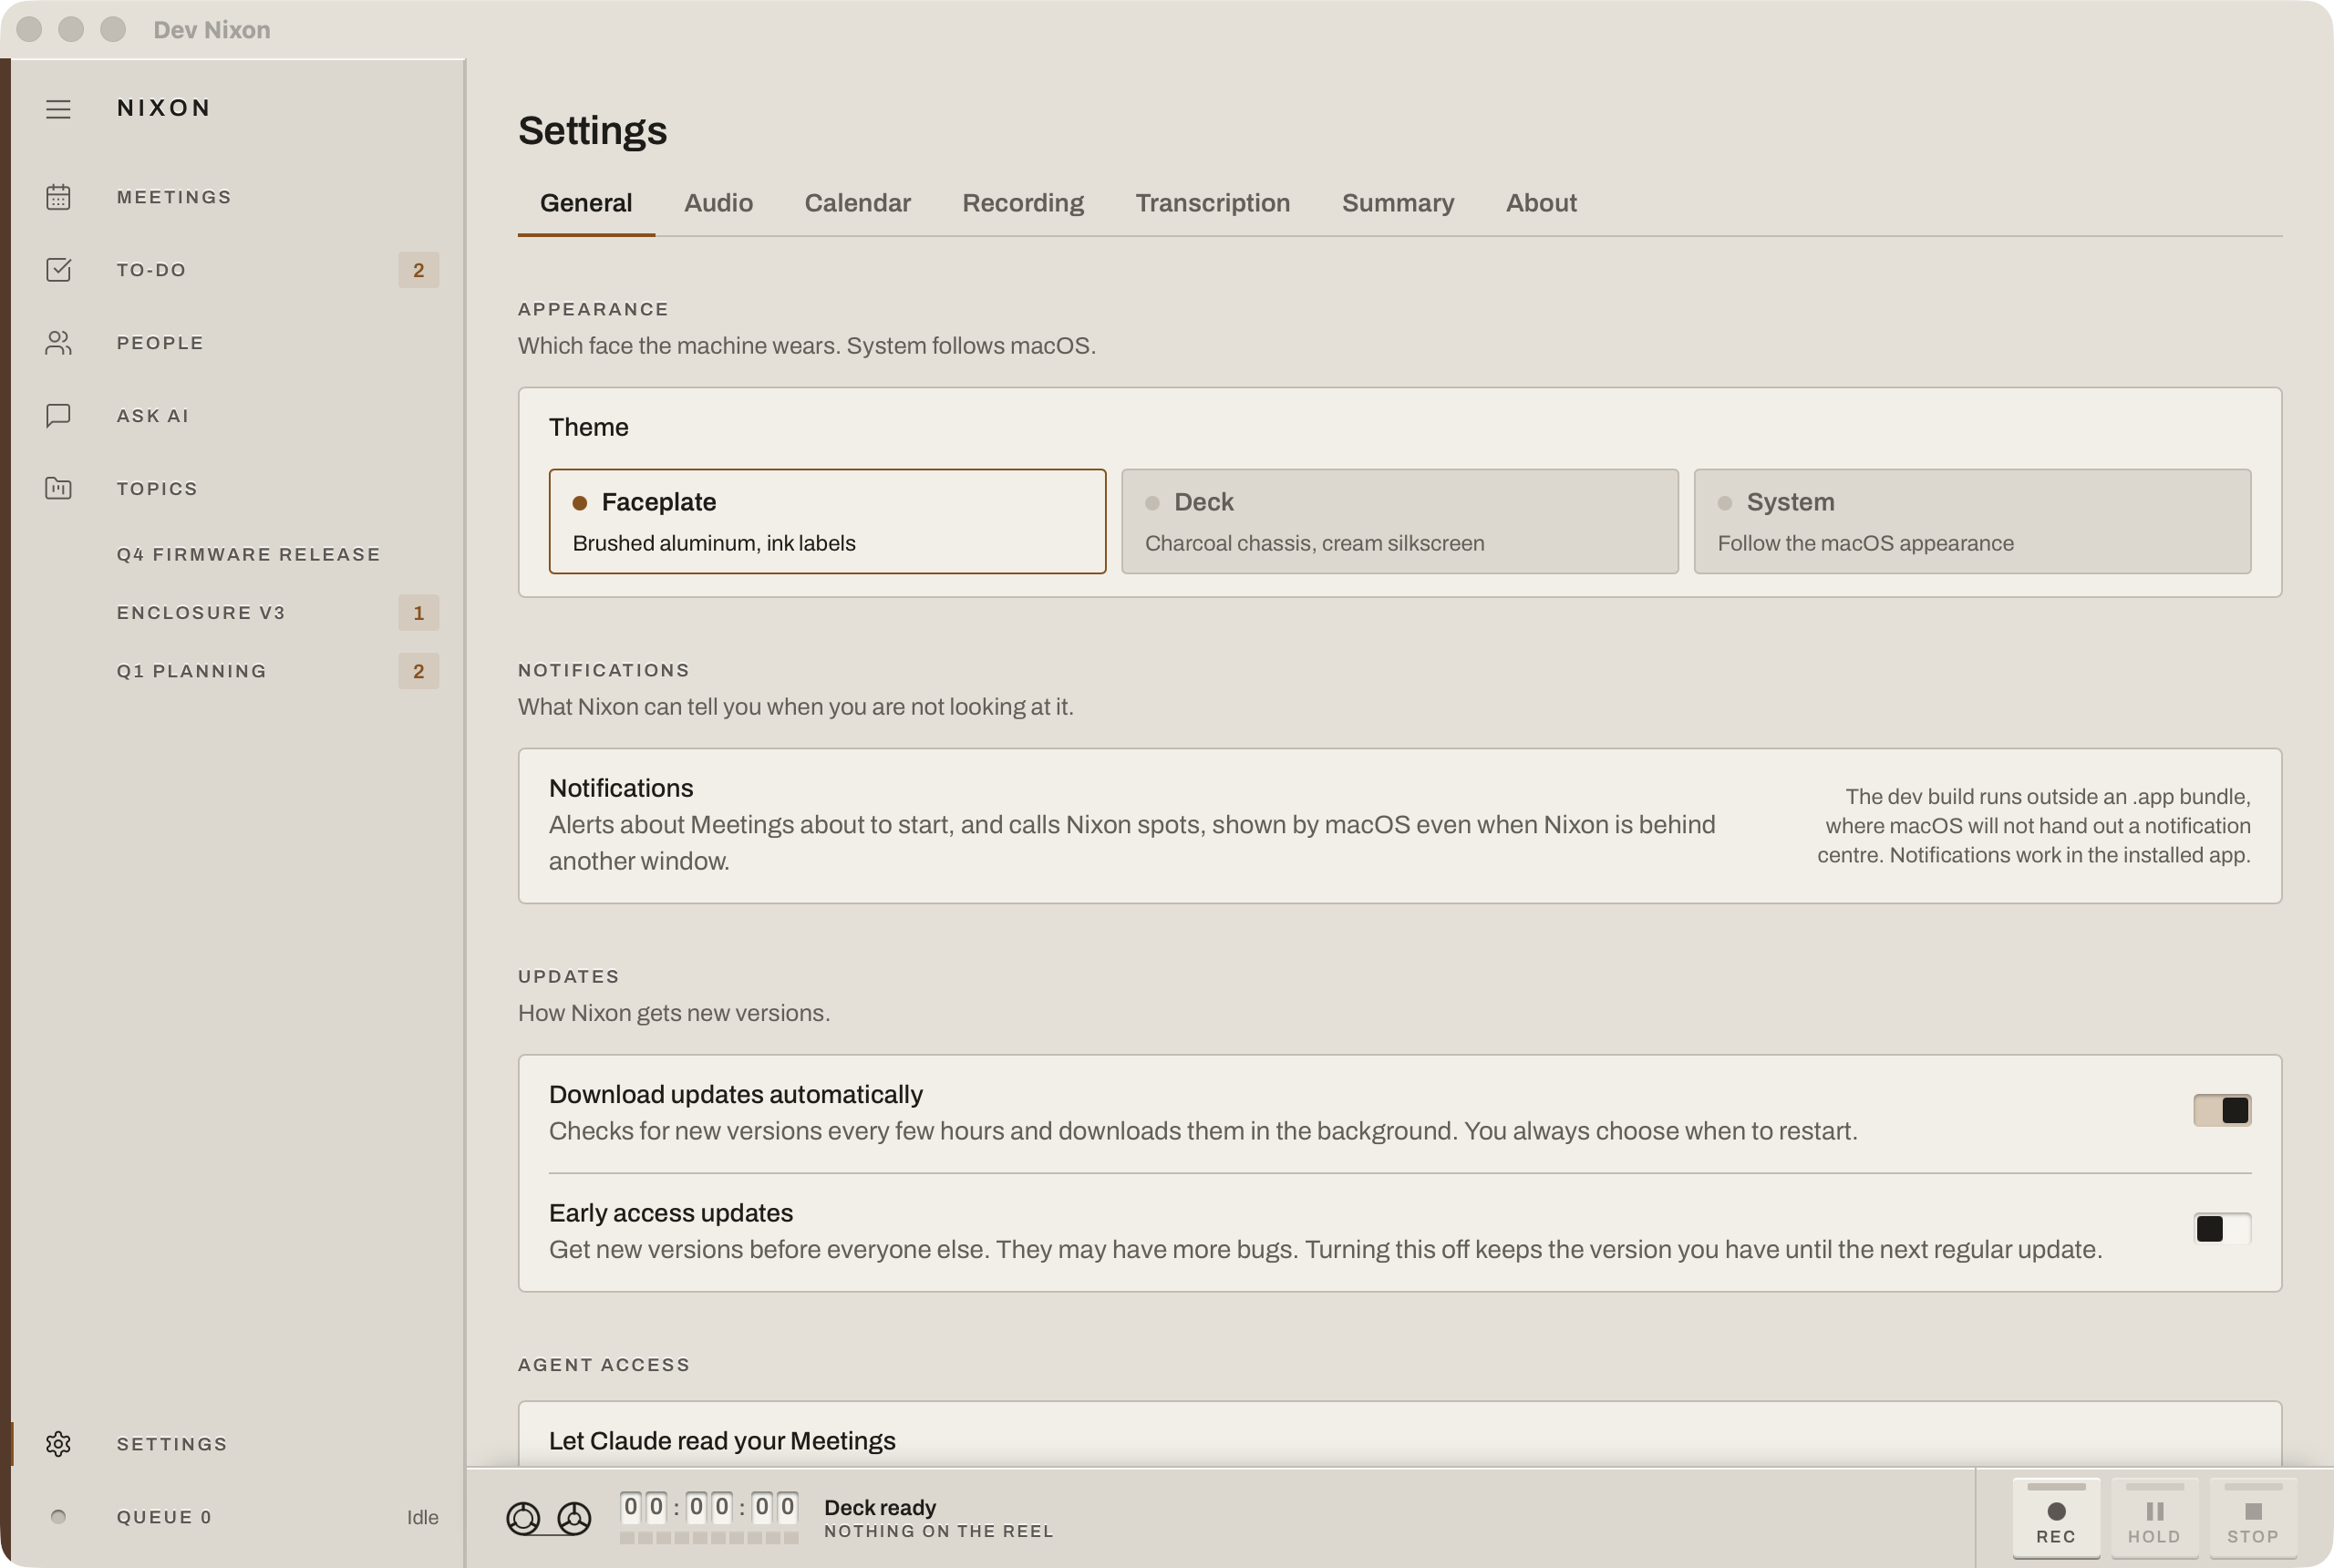 Dev Nixon
NIXON
MEETINGS
TO-DO 2
PEOPLE
ASK AI
TOPICS
Q4 FIRMWARE RELEASE
ENCLOSURE V3 1
Q1 PLANNING 2
SETTINGS
QUEUE 0 Idle
Settings
General Audio Calendar Recording Transcription Summary About
APPEARANCE
Which face the machine wears. System follows macOS.
Theme
Faceplate
Brushed aluminum, ink labels
Deck
Charcoal chassis, cream silkscreen
System
Follow the macOS appearance
NOTIFICATIONS
What Nixon can tell you when you are not looking at it.
Notifications
Alerts about Meetings about to start, and calls Nixon spots, shown by macOS even when Nixon is behind
another window.
The dev build runs outside an .app bundle,
where macOS will not hand out a notification
centre. Notifications work in the installed app.
UPDATES
How Nixon gets new versions.
Download updates automatically
Checks for new versions every few hours and downloads them in the background. You always choose when to restart.
Early access updates
Get new versions before everyone else. They may have more bugs. Turning this off keeps the version you have until the next regular update.
AGENT ACCESS
Let Claude read your Meetings
00:00:00
Deck ready
NOTHING ON THE REEL
REC HOLD STOP